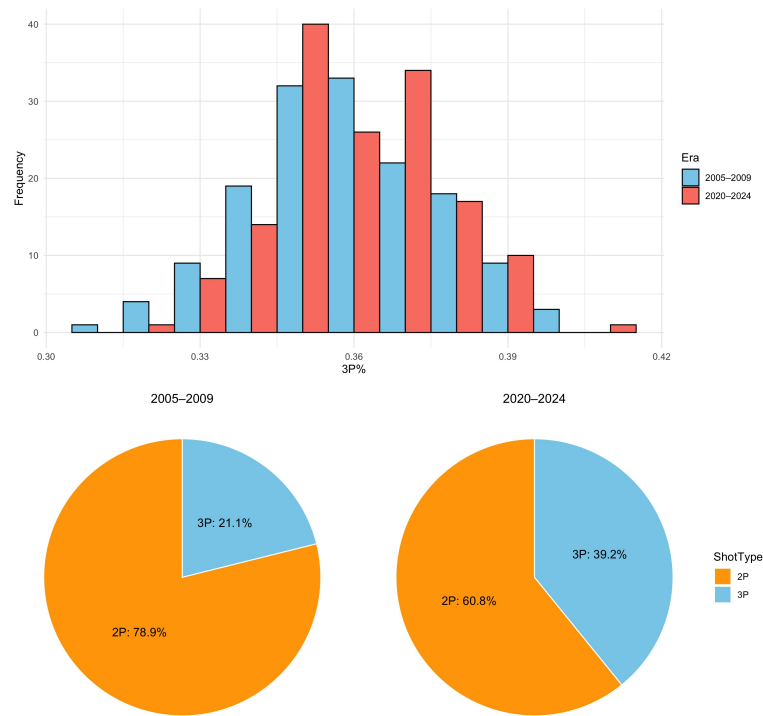 40
30
20
10
0
Frequency
0.30
0.33
0.36
0.39
0.42
3P%
Era
2005–2009
2020–2024
2005–2009
2020–2024
3P: 21.1%
2P: 78.9%
3P: 39.2%
2P: 60.8%
ShotType
2P
3P